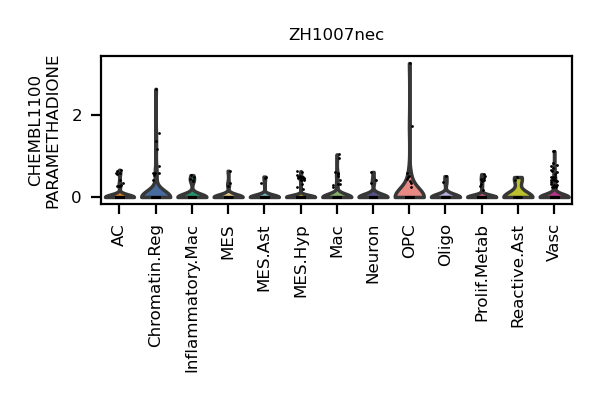 ZH1007nec
CHEMBL1100
PARAMETHADIONE
2
0
AC
Chromatin.Reg
Inflammatory.Mac
MES
MES.Ast
MES.Hyp
Mac
Neuron
OPC
Oligo
Prolif.Metab
Reactive.Ast
Vasc